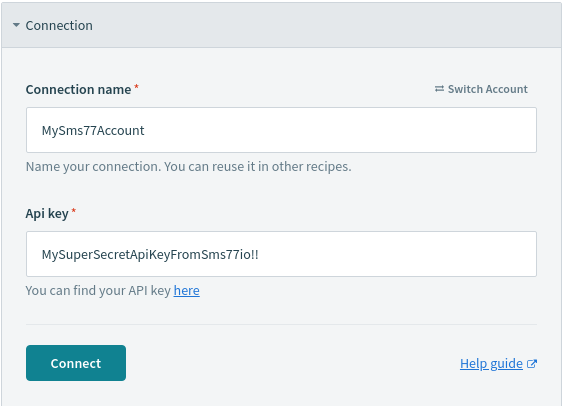 Connection
Connection name *
Switch Account
MySms77Account
Name your connection. You can reuse it in other recipes.
Api key *
MySuperSecretApiKeyFromSms77io!!
You can find your API key here
Connect
Help guide